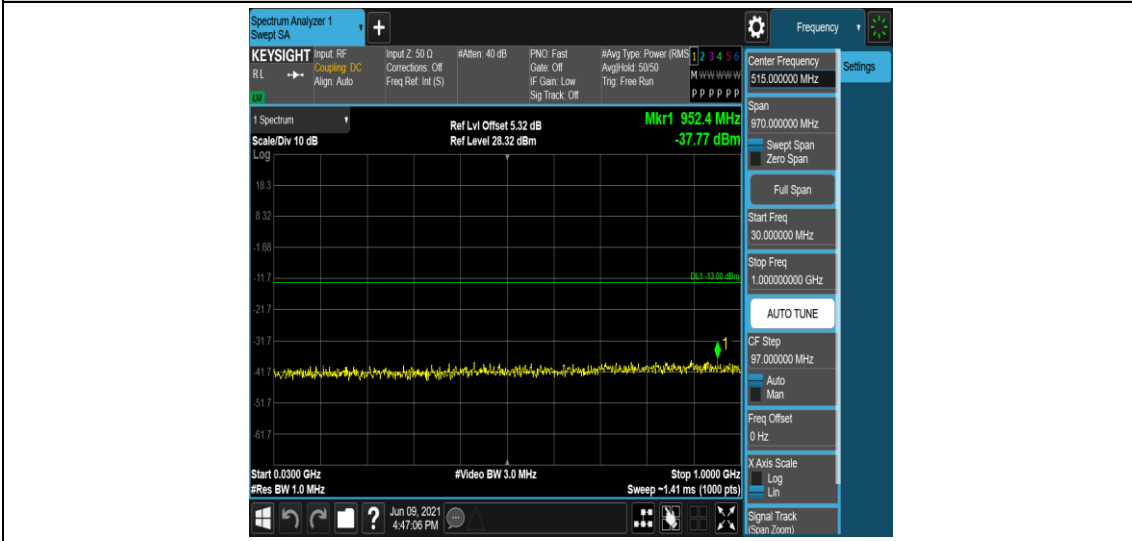 Spectrum Analyzer 1
Swept SA
Frequency
KEYSIGHT
Input: RF
Coupling: DC
Align: Auto
RL
LXI
Input Z: 50 Ω
Corrections: Off
Freq Ref: Int (S)
#Atten: 40 dB
PNO: Fast
Gate: Off
IF Gain: Low
Sig Track: Off
#Avg Type: Power (RMS
Avg|Hold: 50/50
Trig: Free Run
1 2 3 4 5 6
M W W W W W
P P P P P P
Settings
1 Spectrum
Scale/Div 10 dB
Log
Ref Lvl Offset 5.32 dB
Ref Level 28.32 dBm
Mkr1 952.4 MHz
-37.77 dBm
18.3
8.32
-1.68
-11.7
DL1 -13.00 dBm
-21.7
-31.7
1
-41.7
-51.7
-61.7
Start 0.0300 GHz
#Res BW 1.0 MHz
#Video BW 3.0 MHz
Stop 1.0000 GHz
Sweep ~1.41 ms (1000 pts)
Center Frequency
515.000000 MHz
Span
970.000000 MHz
Swept Span
Zero Span
Full Span
Start Freq
30.000000 MHz
Stop Freq
1.000000000 GHz
AUTO TUNE
CF Step
97.000000 MHz
Auto
Man
Freq Offset
0 Hz
X Axis Scale
Log
Lin
Signal Track
(Span Zoom)
?
Jun 09, 2021
4:47:06 PM